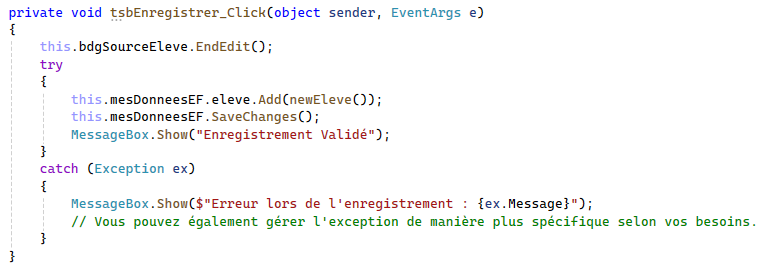 private void tsbEnregistrer_Click(object sender, EventArgs e)
{
    this.bdgSourceEleve.EndEdit();
    try
    {
        this.mesDonneesEF.eleve.Add(newEleve());
        this.mesDonneesEF.SaveChanges();
        MessageBox.Show("Enregistrement Validé");
    }
    catch (Exception ex)
    {
        MessageBox.Show($"Erreur lors de l'enregistrement : {ex.Message}");
        // Vous pouvez également gérer l'exception de manière plus spécifique selon vos besoins.
    }
}